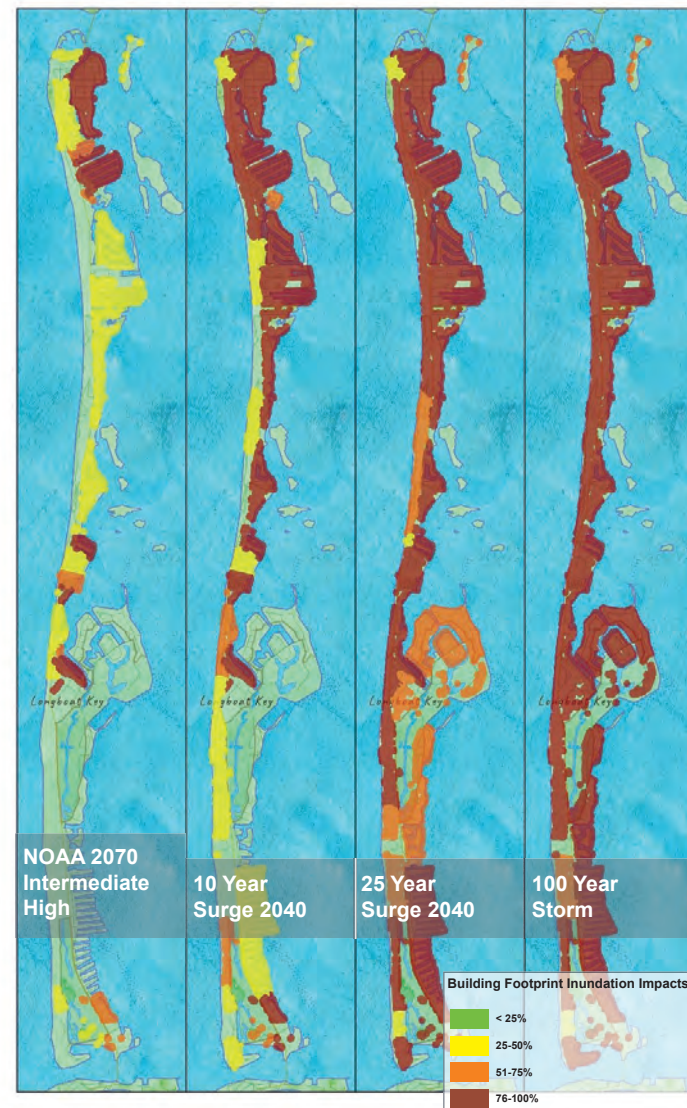 Longboat Key
Longboat Key
Longboat Key
Longboat Key
NOAA 2070
Intermediate
High
10 Year
Surge 2040
25 Year
Surge 2040
100 Year
Storm
Building Footprint Inundation Impacts
< 25%
25-50%
51-75%
76-100%